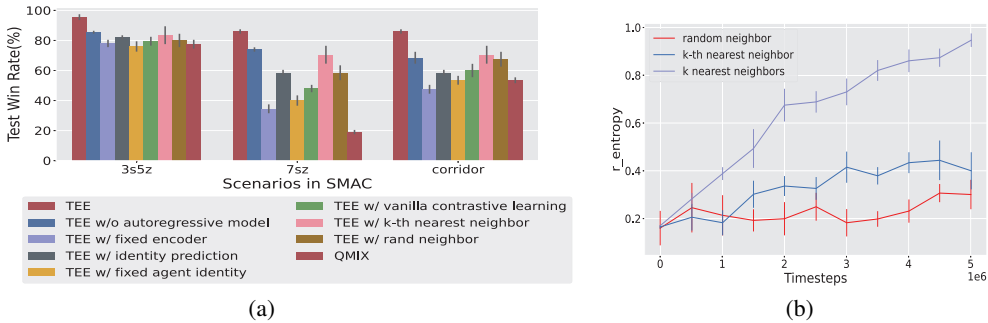 100
80
60
40
20
0
Test Win Rate(%)
3s5z
7sz
corridor
Scenarios in SMAC
TEE
TEE w/o autoregressive model
TEE w/ fixed encoder
TEE w/ identity prediction
TEE w/ fixed agent identity
TEE w/ vanilla contrastive learning
TEE w/ k-th nearest neighbor
TEE w/ rand neighbor
QMIX
(a)
1.0
0.8
0.6
0.4
0.2
r_entropy
random neighbor
k-th nearest neighbor
k nearest neighbors
0 1 2 3 4 5
1e6
Timesteps
(b)